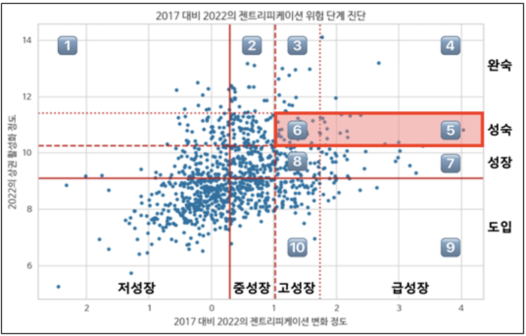 2017 대비 2022의 젠트리피케이션 위험 단계 진단
2022의 상권 활성화 정도
14
12
10
8
6
1
2
3
4
완숙
6
5
성숙
8
7
성장
도입
10
9
저성장
중성장
고성장
급성장
2
1
0
1
2
3
4
2017 대비 2022의 젠트리피케이션 변화 정도